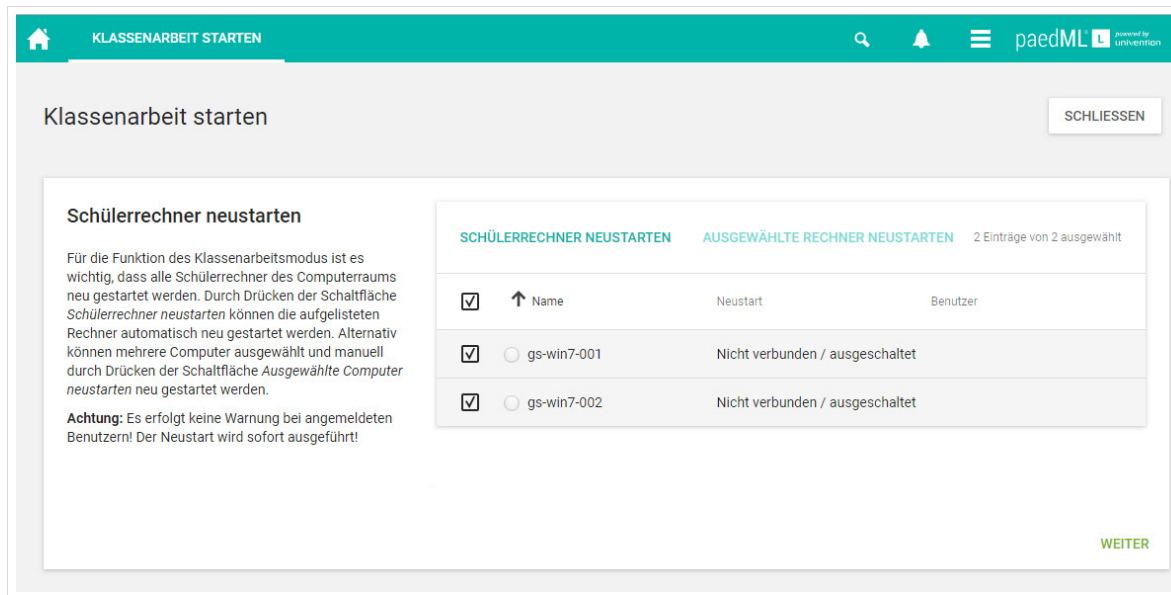 KLASSENARBEIT STARTEN
paedML L powered by univention
Klassenarbeit starten
SCHLIESSEN
Schülerrechner neustarten
Für die Funktion des Klassenarbeitsmodus ist es
wichtig, dass alle Schülerrechner des Computerraums
neu gestartet werden. Durch Drücken der Schaltfläche
Schülerrechner neustarten können die aufgelisteten
Rechner automatisch neu gestartet werden. Alternativ
können mehrere Computer ausgewählt und manuell
durch Drücken der Schaltfläche Ausgewählte Computer
neustarten neu gestartet werden.
Achtung: Es erfolgt keine Warnung bei angemeldeten
Benutzern! Der Neustart wird sofort ausgeführt!
SCHÜLERRECHNER NEUSTARTEN AUSGEWÄHLTE RECHNER NEUSTARTEN 2 Einträge von 2 ausgewählt
Name Neustart Benutzer
gs-win7-001 Nicht verbunden / ausgeschaltet
gs-win7-002 Nicht verbunden / ausgeschaltet
WEITER